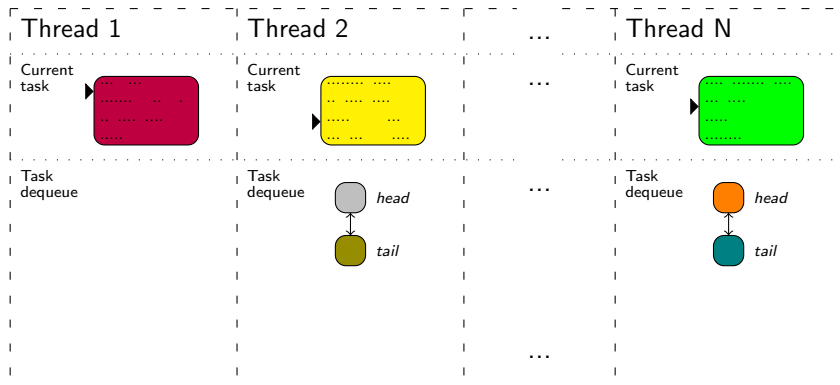 Thread 1
Thread 2
...
Thread N
Current
task
Current
task
...
Current
task
Task
dequeue
Task
dequeue
head
tail
...
Task
dequeue
head
tail
...